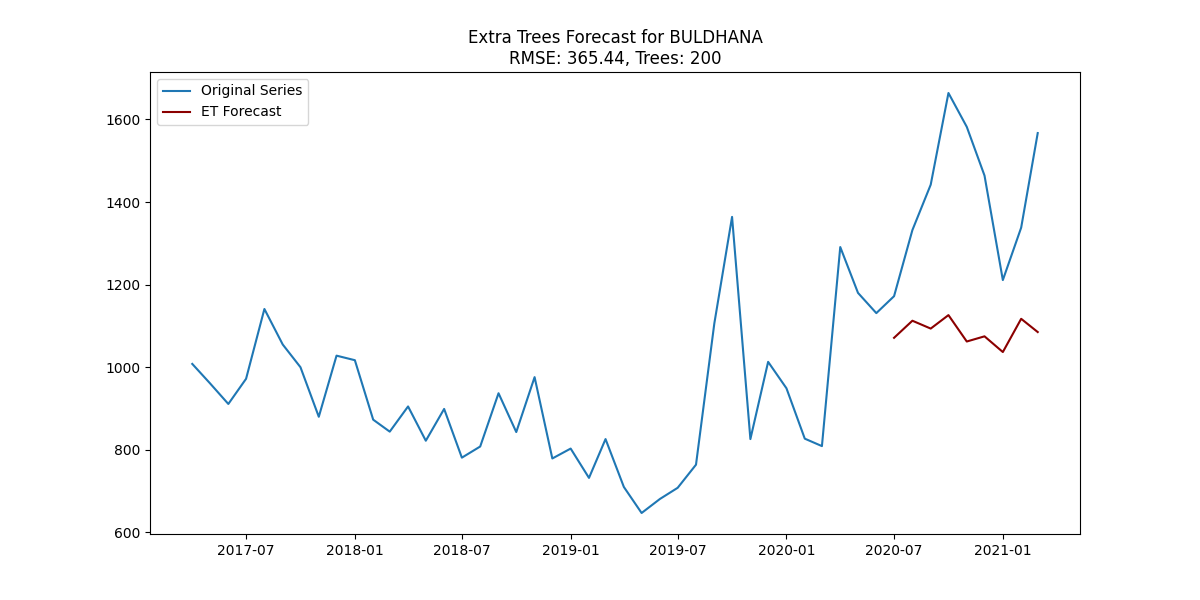 Extra Trees Forecast for BULDHANA
RMSE: 365.44, Trees: 200
Original Series
ET Forecast
1600
1400
1200
1000
800
600
2017-07 2018-01 2018-07 2019-01 2019-07 2020-01 2020-07 2021-01